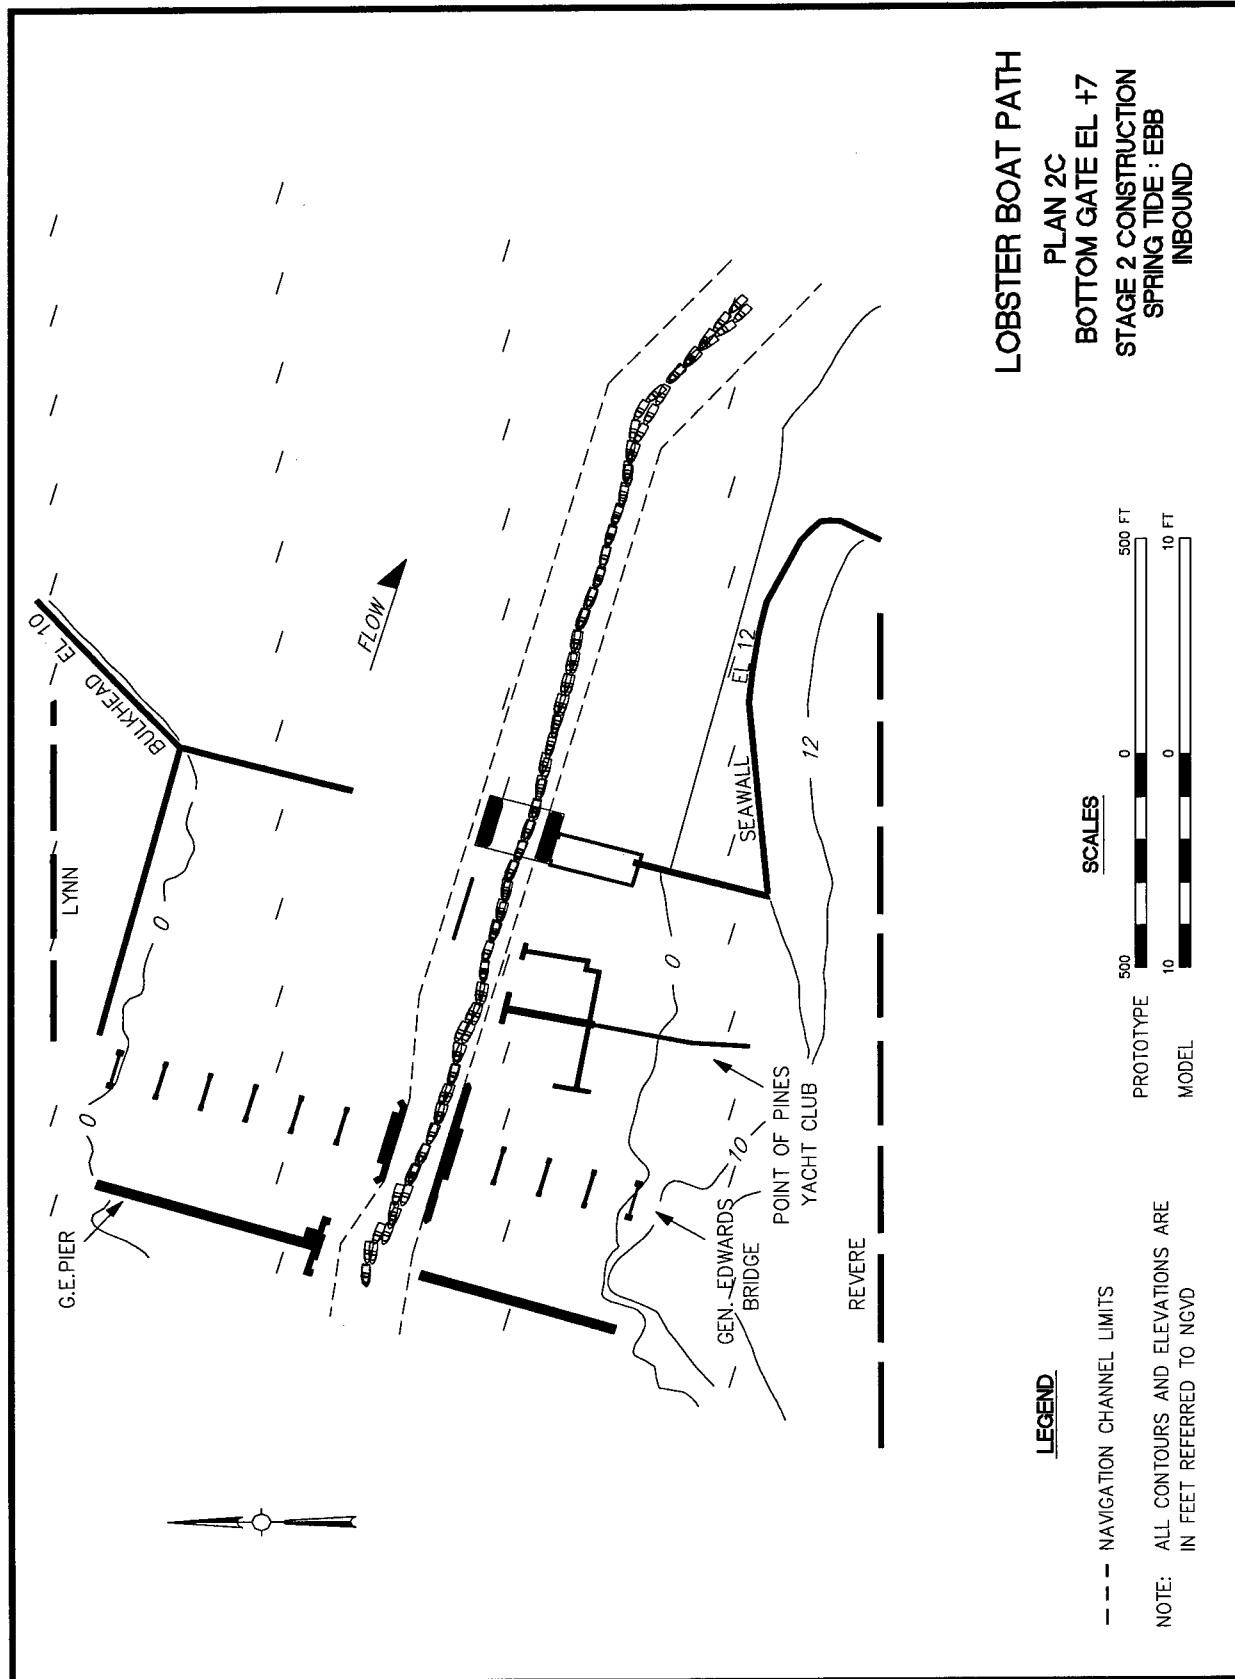 LOBSTER BOAT PATH
PLAN 2C
BOTTOM GATE EL +7
STAGE 2 CONSTRUCTION
SPRING TIDE : EBB
INBOUND
LYNN
BULKHEAD EL 10
FLOW
G.E.PIER
0
0
0
10
12
SEAWALL EL 12
POINT OF PINES
YACHT CLUB
GEN. EDWARDS
BRIDGE
REVERE
LEGEND
--- NAVIGATION CHANNEL LIMITS
NOTE: ALL CONTOURS AND ELEVATIONS ARE
IN FEET REFERRED TO NGVD
SCALES
PROTOTYPE 500 0 500 FT
MODEL 10 0 10 FT